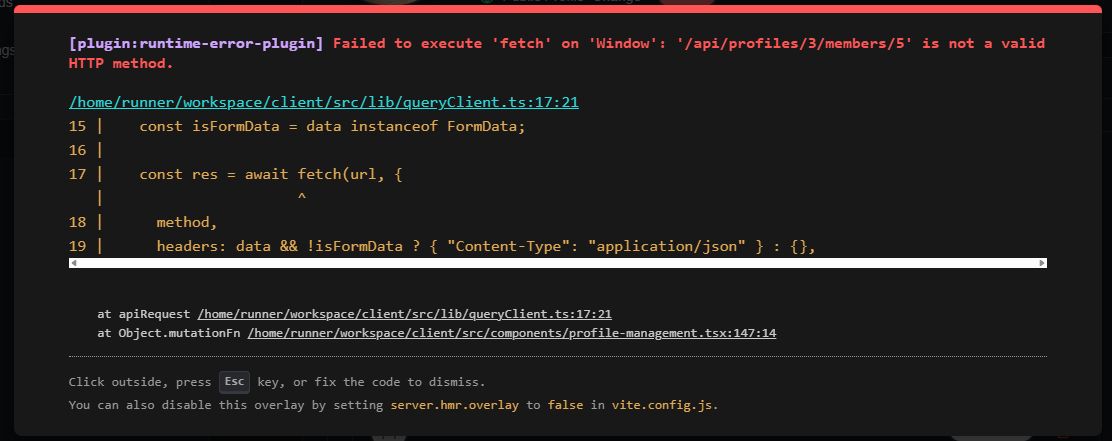 [plugin:runtime-error-plugin] Failed to execute 'fetch' on 'Window': '/api/profiles/3/members/5' is not a valid
HTTP method.
/home/runner/workspace/client/src/lib/queryClient.ts:17:21
15 |    const isFormData = data instanceof FormData;
16 |
17 |    const res = await fetch(url, {
   |                      ^
18 |      method,
19 |      headers: data && !isFormData ? { "Content-Type": "application/json" } : {},
at apiRequest /home/runner/workspace/client/src/lib/queryClient.ts:17:21
at Object.mutationFn /home/runner/workspace/client/src/components/profile-management.tsx:147:14
Click outside, press Esc key, or fix the code to dismiss.
You can also disable this overlay by setting server.hmr.overlay to false in vite.config.js.